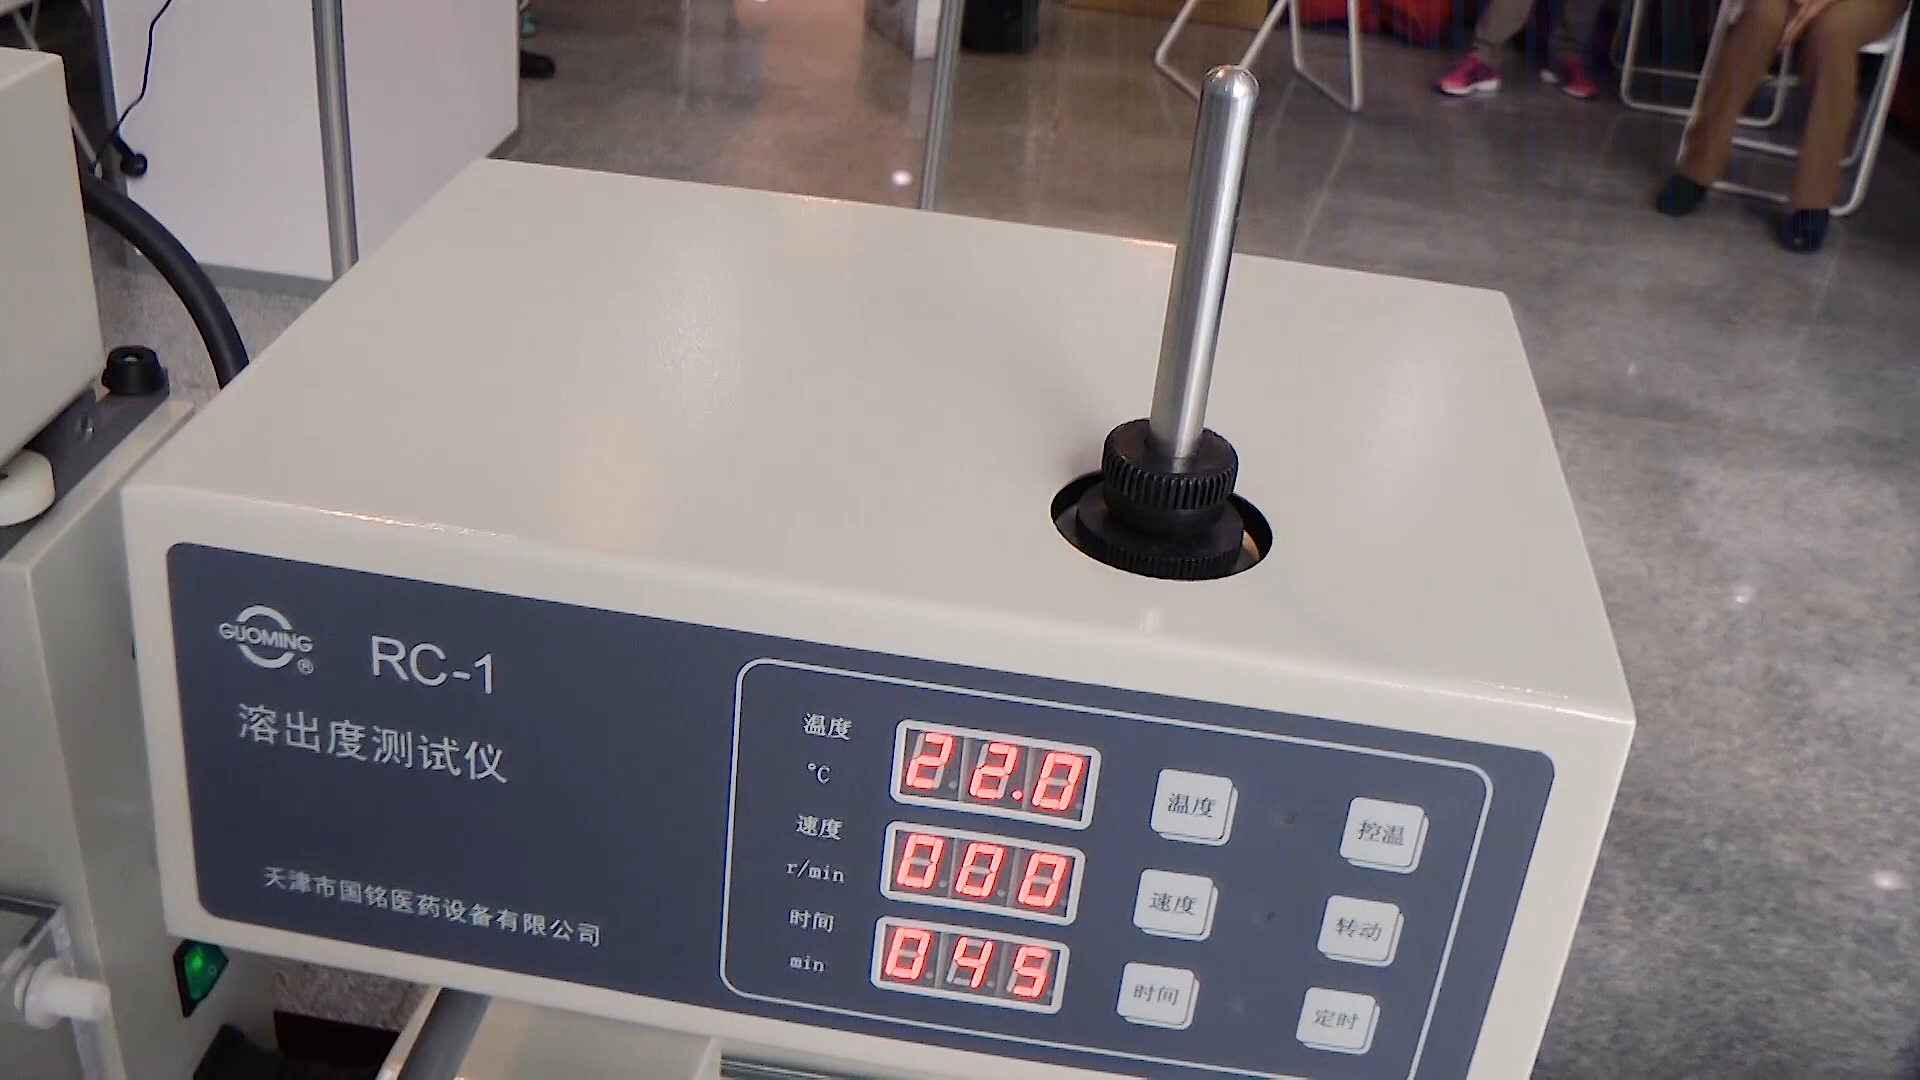 GUOMING
®
RC-1
溶出度测试仪
天津市国铭医药设备有限公司
温度
℃
22.0
速度
r/min
000
时间
min
045
温度
控温
速度
转动
时间
定时